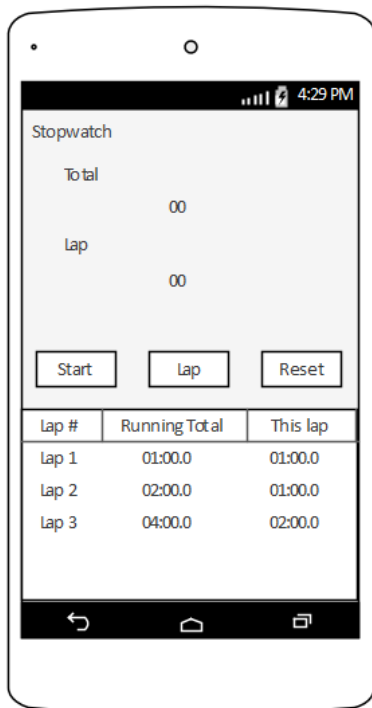 4:29 PM
Stopwatch
Total
00
Lap
00
Start Lap Reset
Lap # Running Total This lap
Lap 1 01:00.0 01:00.0
Lap 2 02:00.0 01:00.0
Lap 3 04:00.0 02:00.0